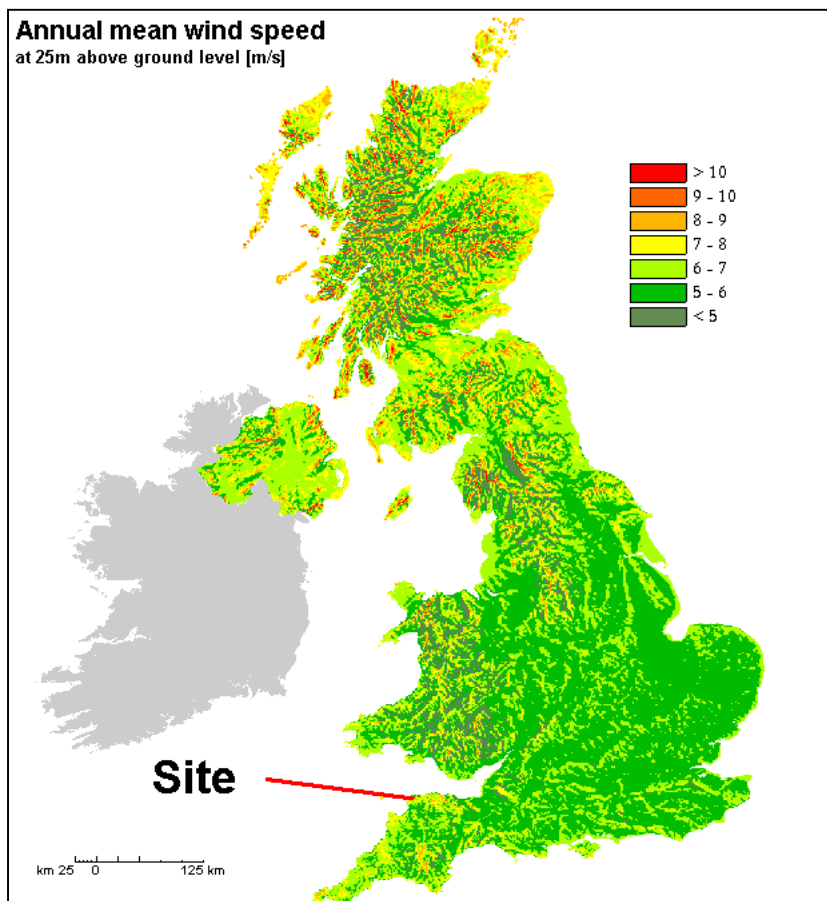 Annual mean wind speed
at 25m above ground level [m/s]
> 10
9 - 10
8 - 9
7 - 8
6 - 7
5 - 6
< 5
Site
km 25 0 125 km